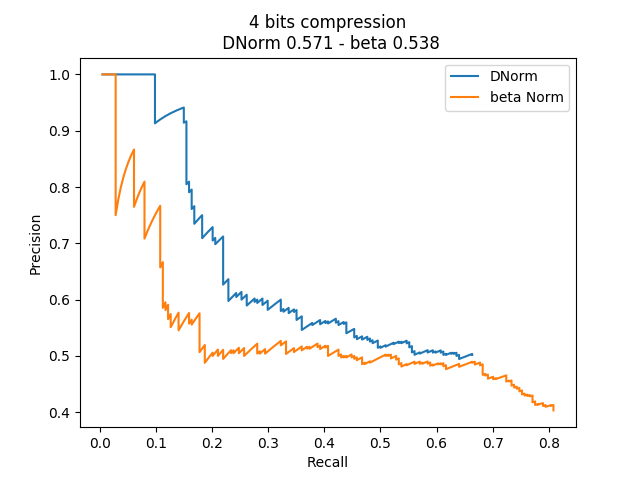 4 bits compression
DNorm 0.571 - beta 0.538
DNorm
beta Norm
1.0
0.9
0.8
0.7
0.6
0.5
0.4
Precision
0.0 0.1 0.2 0.3 0.4 0.5 0.6 0.7 0.8
Recall